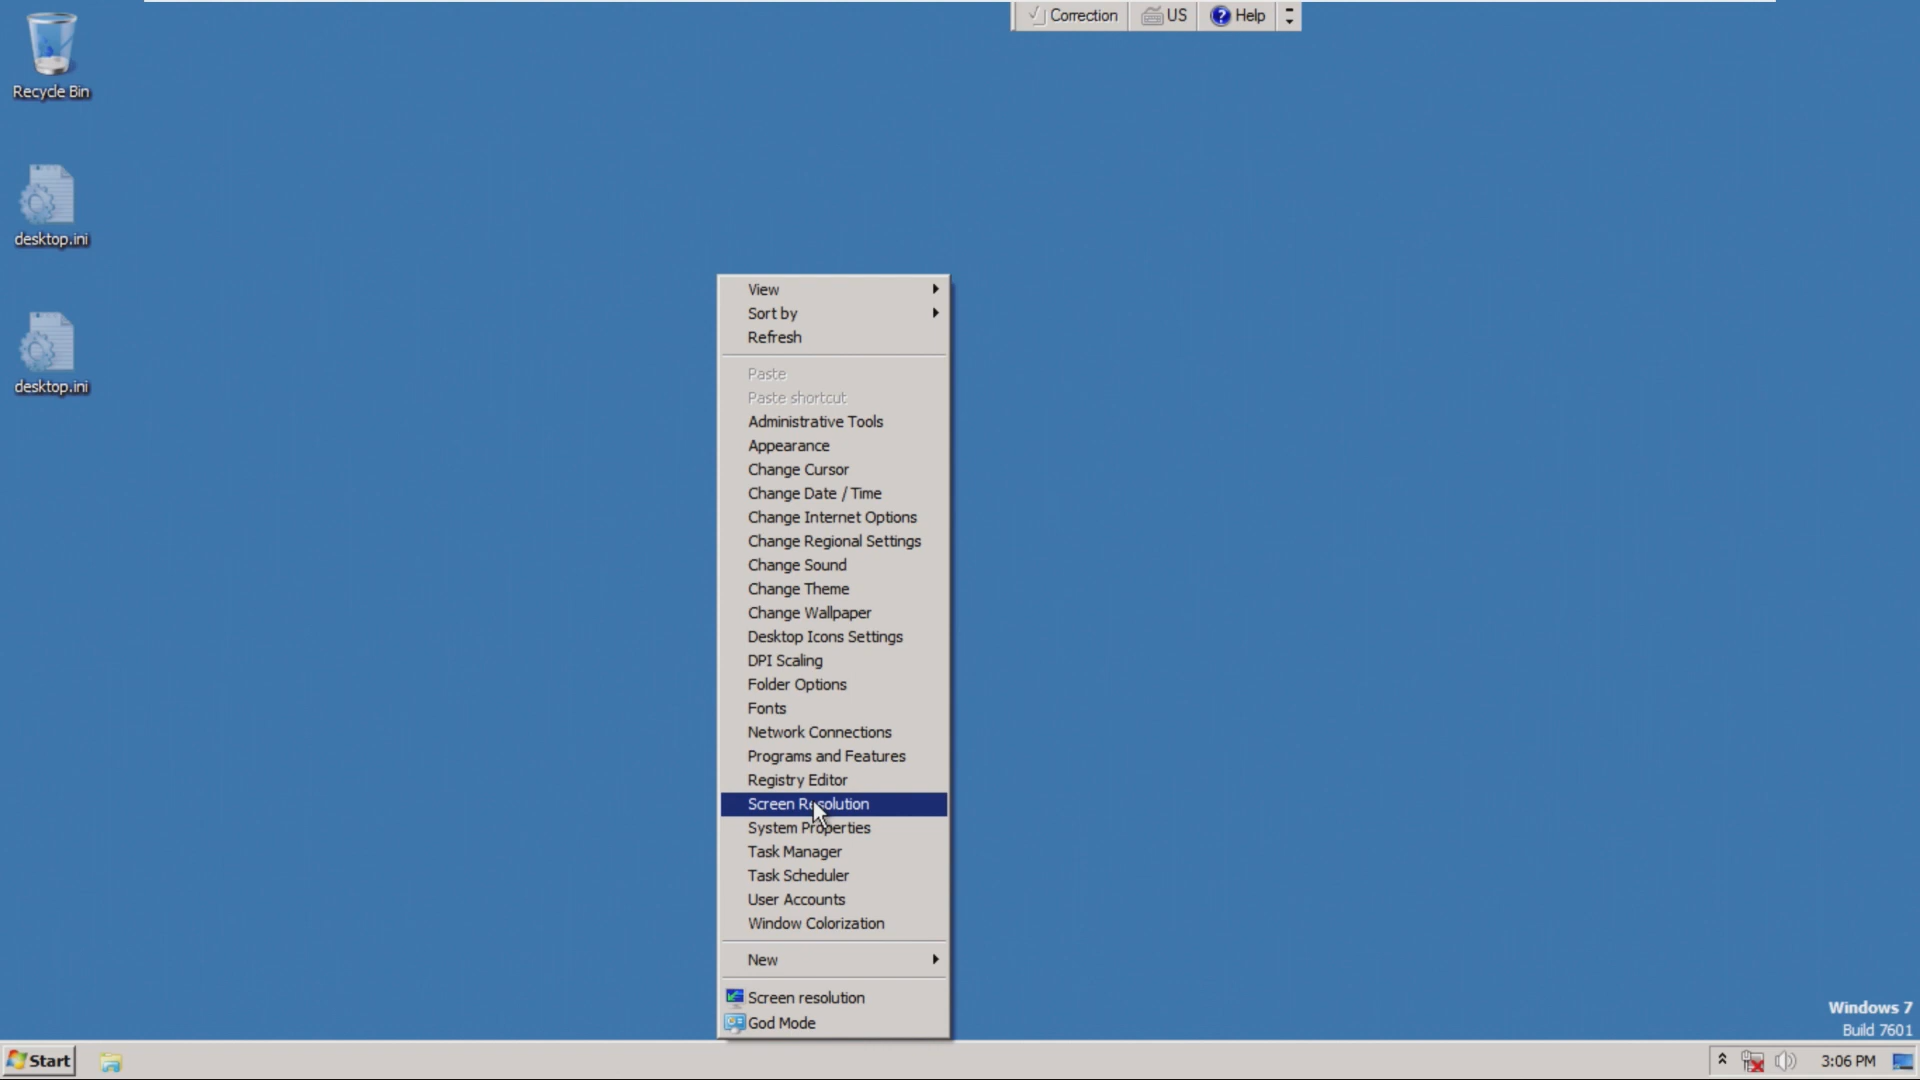 Correction
US
Help
Recycle Bin
desktop.ini
desktop.ini
View
Sort by
Refresh
Paste
Paste shortcut
Administrative Tools
Appearance
Change Cursor
Change Date / Time
Change Internet Options
Change Regional Settings
Change Sound
Change Theme
Change Wallpaper
Desktop Icons Settings
DPI Scaling
Folder Options
Fonts
Network Connections
Programs and Features
Registry Editor
Screen Resolution
System Properties
Task Manager
Task Scheduler
User Accounts
Window Colorization
New
Screen resolution
God Mode
Windows 7
Build 7601
Start
3:06 PM